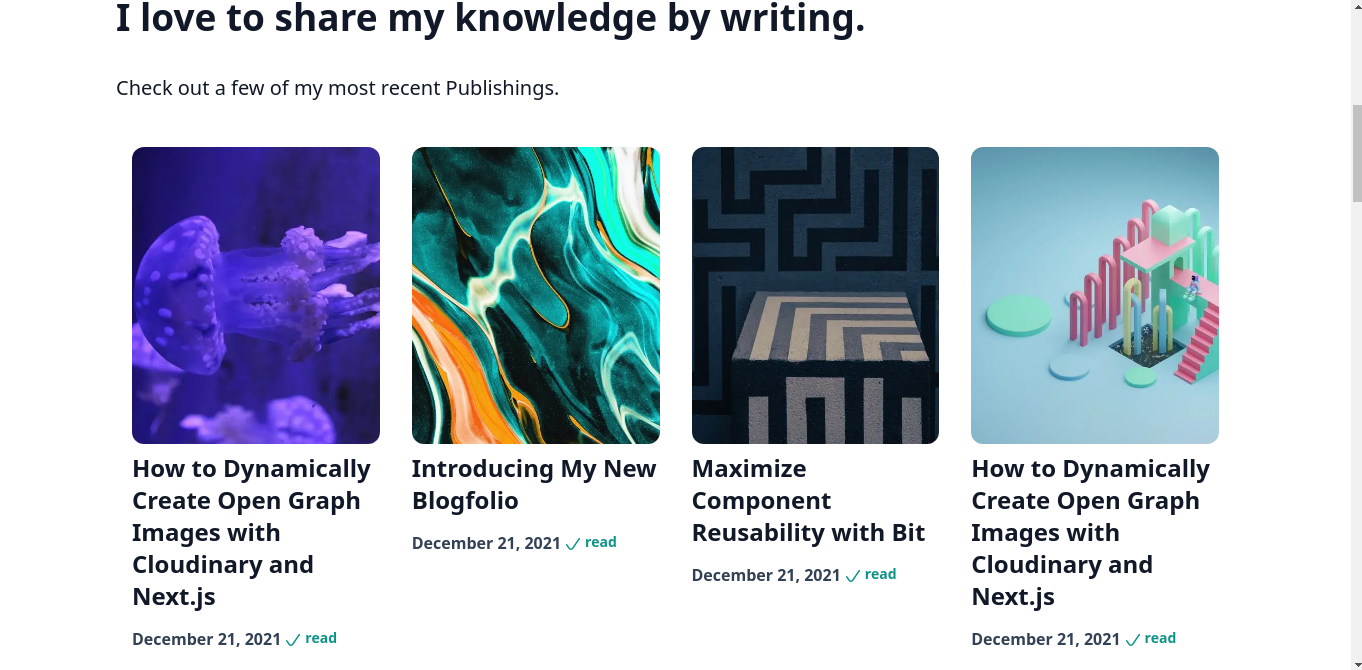 I love to share my knowledge by writing.
Check out a few of my most recent Publishings.
How to Dynamically
Create Open Graph
Images with
Cloudinary and
Next.js
December 21, 2021 read
Introducing My New
Blogfolio
December 21, 2021 read
Maximize
Component
Reusability with Bit
December 21, 2021 read
How to Dynamically
Create Open Graph
Images with
Cloudinary and
Next.js
December 21, 2021 read